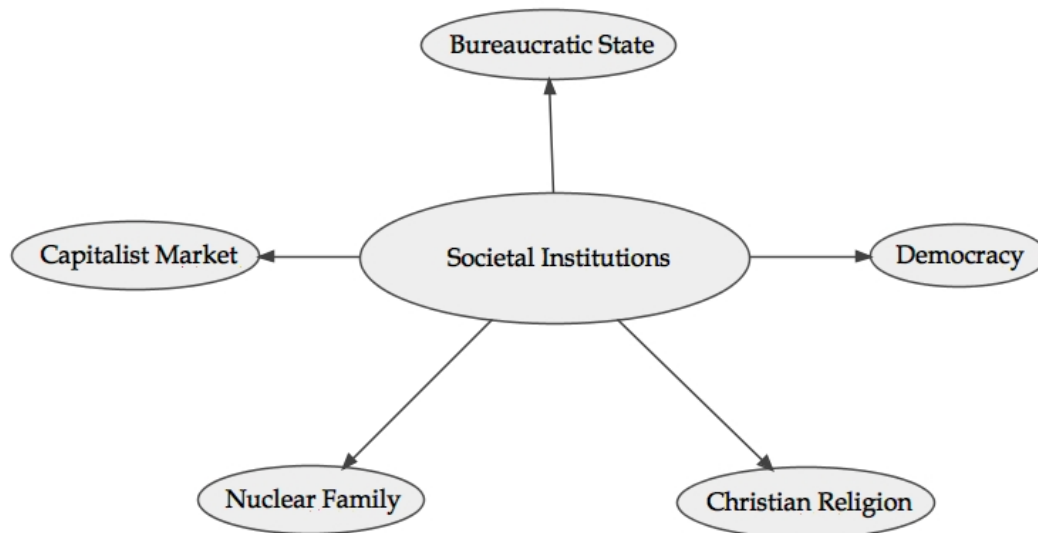 Bureaucratic State
Capitalist Market
Societal Institutions
Democracy
Nuclear Family
Christian Religion